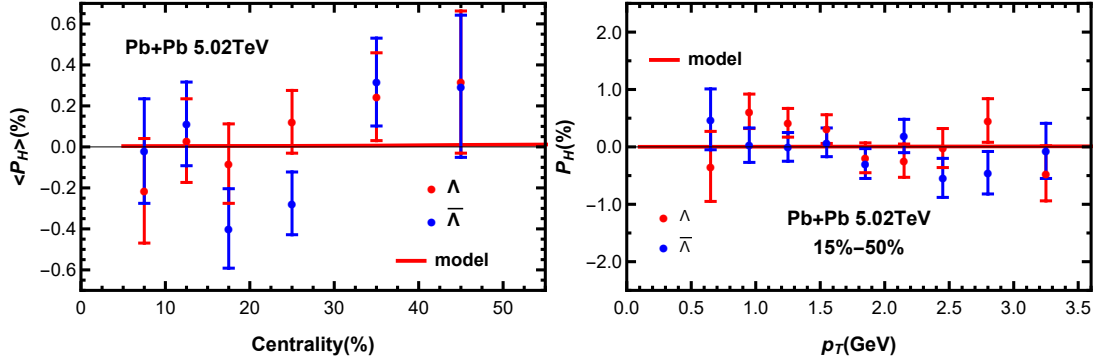 Pb+Pb 5.02TeV
<P_H>(%)
0.6
0.4
0.2
0.0
−0.2
−0.4
−0.6
Λ
Λ̅
model
0
10
20
30
40
50
Centrality(%)
P_H(%)
2.0
1.0
0.0
−1.0
−2.0
model
Λ
Λ̅
Pb+Pb 5.02TeV
15%−50%
0.0
0.5
1.0
1.5
2.0
2.5
3.0
3.5
p_T(GeV)